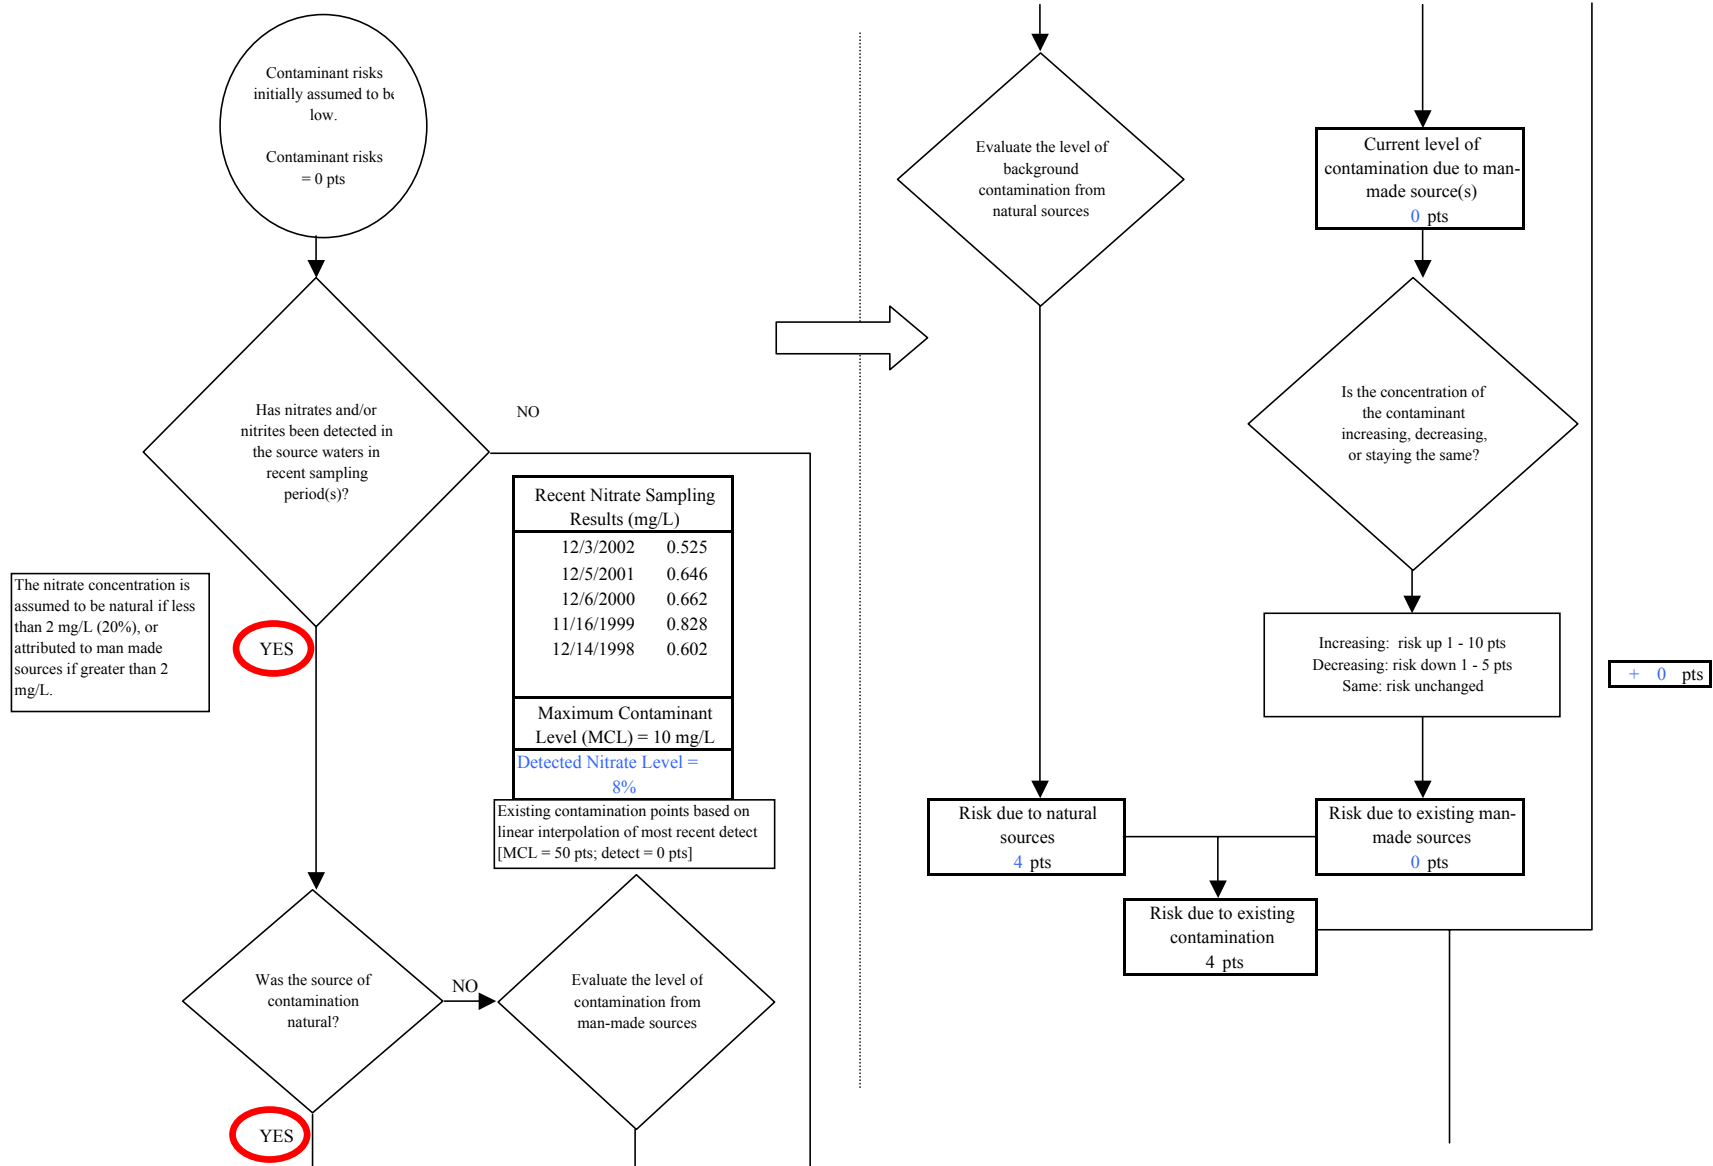 Contaminant risks
initially assumed to be
low.
Contaminant risks
= 0 pts
Has nitrates and/or
nitrites been detected in
the source waters in
recent sampling
period(s)?
NO
The nitrate concentration is
assumed to be natural if less
than 2 mg/L (20%), or
attributed to man made
sources if greater than 2
mg/L.
YES
Recent Nitrate Sampling
Results (mg/L)
12/3/2002 0.525
12/5/2001 0.646
12/6/2000 0.662
11/16/1999 0.828
12/14/1998 0.602
Maximum Contaminant
Level (MCL) = 10 mg/L
Detected Nitrate Level =
8%
Existing contamination points based on
linear interpolation of most recent detect
[MCL = 50 pts; detect = 0 pts]
Was the source of
contamination
natural?
NO
Evaluate the level of
contamination from
man-made sources
YES
Evaluate the level of
background
contamination from
natural sources
Current level of
contamination due to man-
made source(s)
0 pts
Is the concentration of
the contaminant
increasing, decreasing,
or staying the same?
Increasing: risk up 1 - 10 pts
Decreasing: risk down 1 - 5 pts
Same: risk unchanged
+ 0 pts
Risk due to natural
sources
4 pts
Risk due to existing man-
made sources
0 pts
Risk due to existing
contamination
4 pts